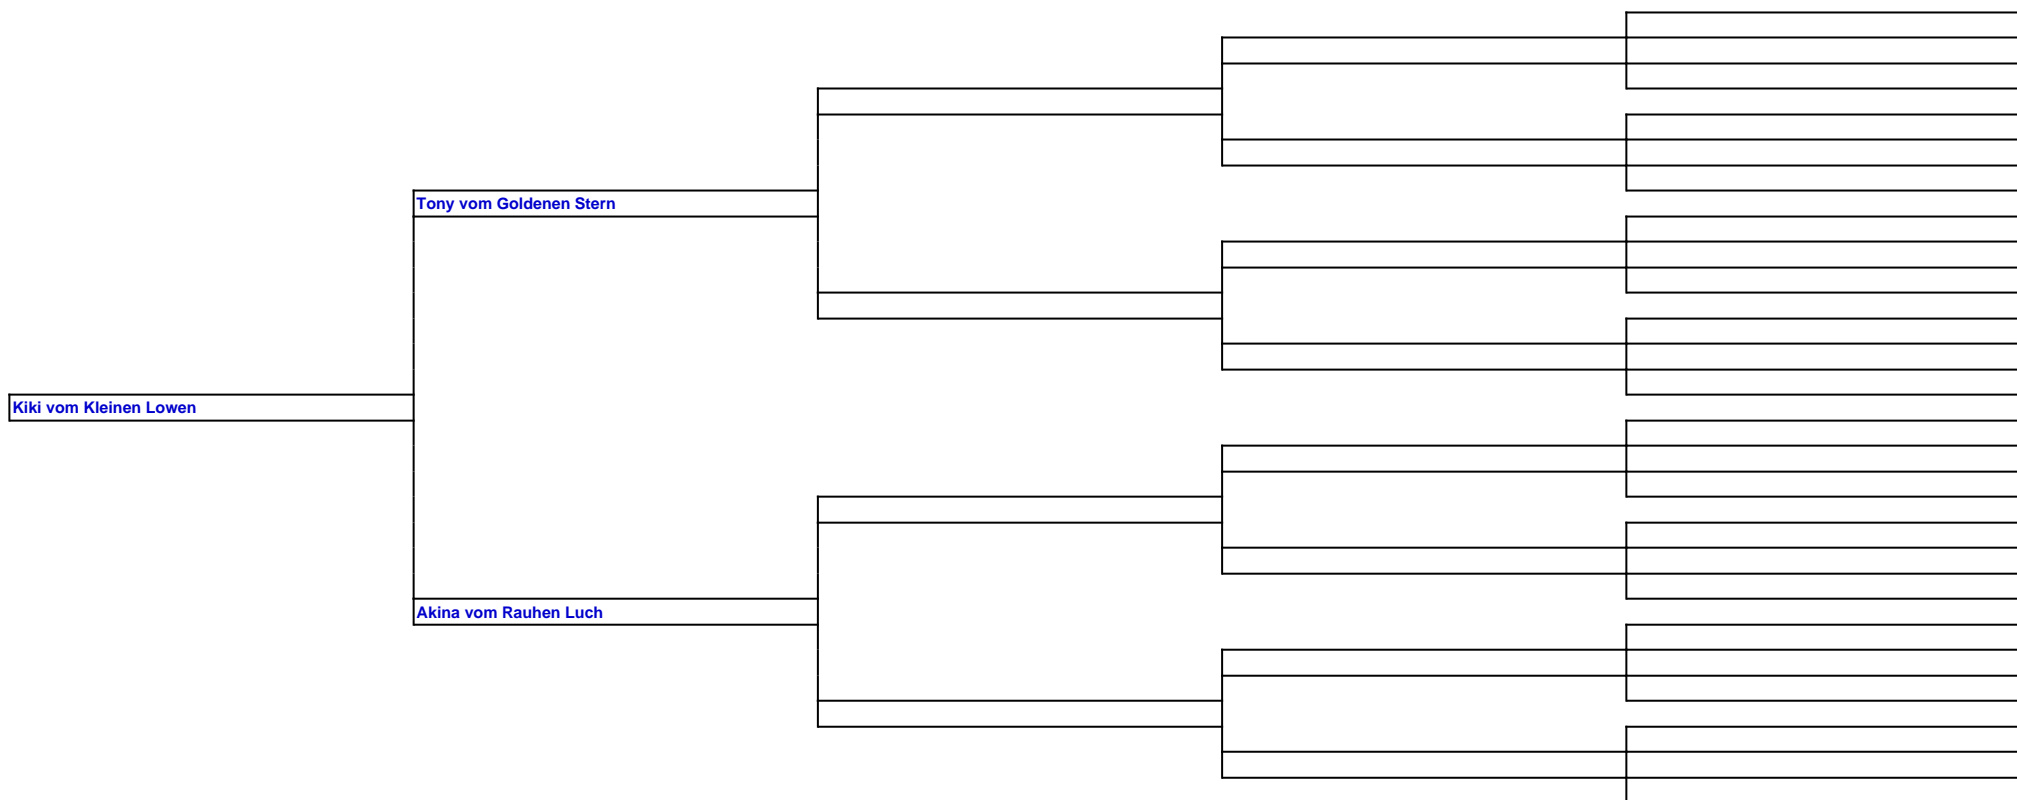 Tony vom Goldenen Stern
Kiki vom Kleinen Lowen
Akina vom Rauhen Luch